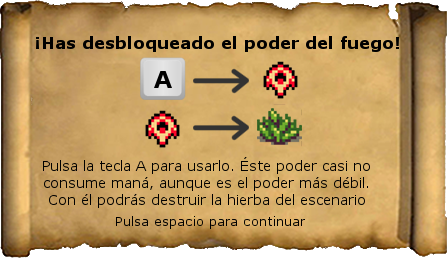 ¡Has desbloqueado el poder del fuego!
A
Pulsa la tecla A para usarlo. Éste poder casi no
consume maná, aunque es el poder más débil.
Con él podrás destruir la hierba del escenario
Pulsa espacio para continuar